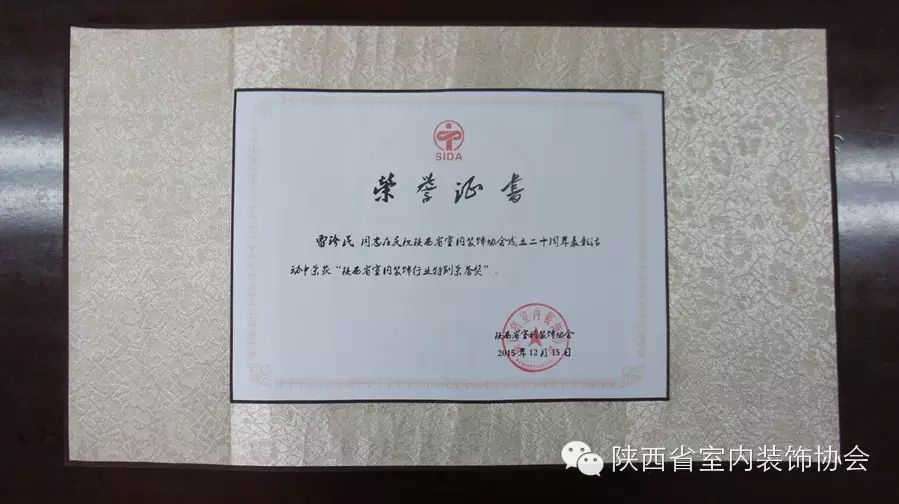 SIDA
荣誉证书
雷珍民 同志在庆祝陕西省室内装饰协会成立二十周年表彰活
动中荣获“陕西省室内装饰行业特别荣誉奖”。
陕西省室内装饰协会
2015年12月15日
陕西省室内装饰协会